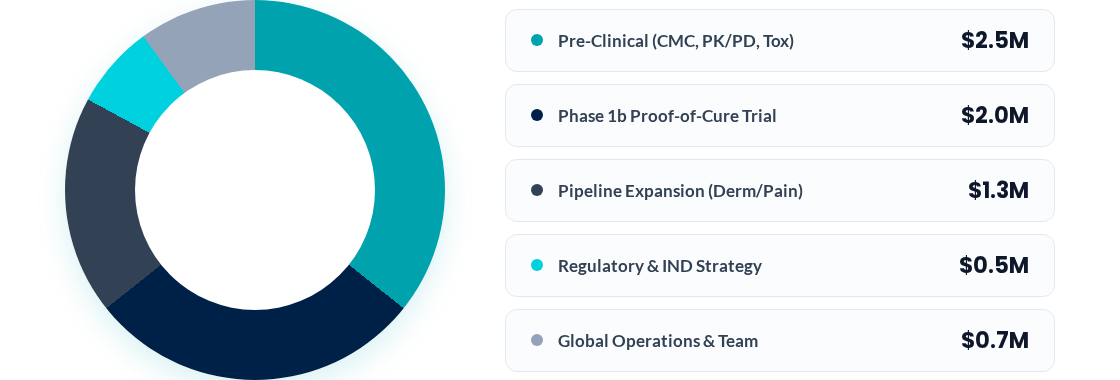 Pre-Clinical (CMC, PK/PD, Tox) $2.5M
Phase 1b Proof-of-Cure Trial $2.0M
Pipeline Expansion (Derm/Pain) $1.3M
Regulatory & IND Strategy $0.5M
Global Operations & Team $0.7M